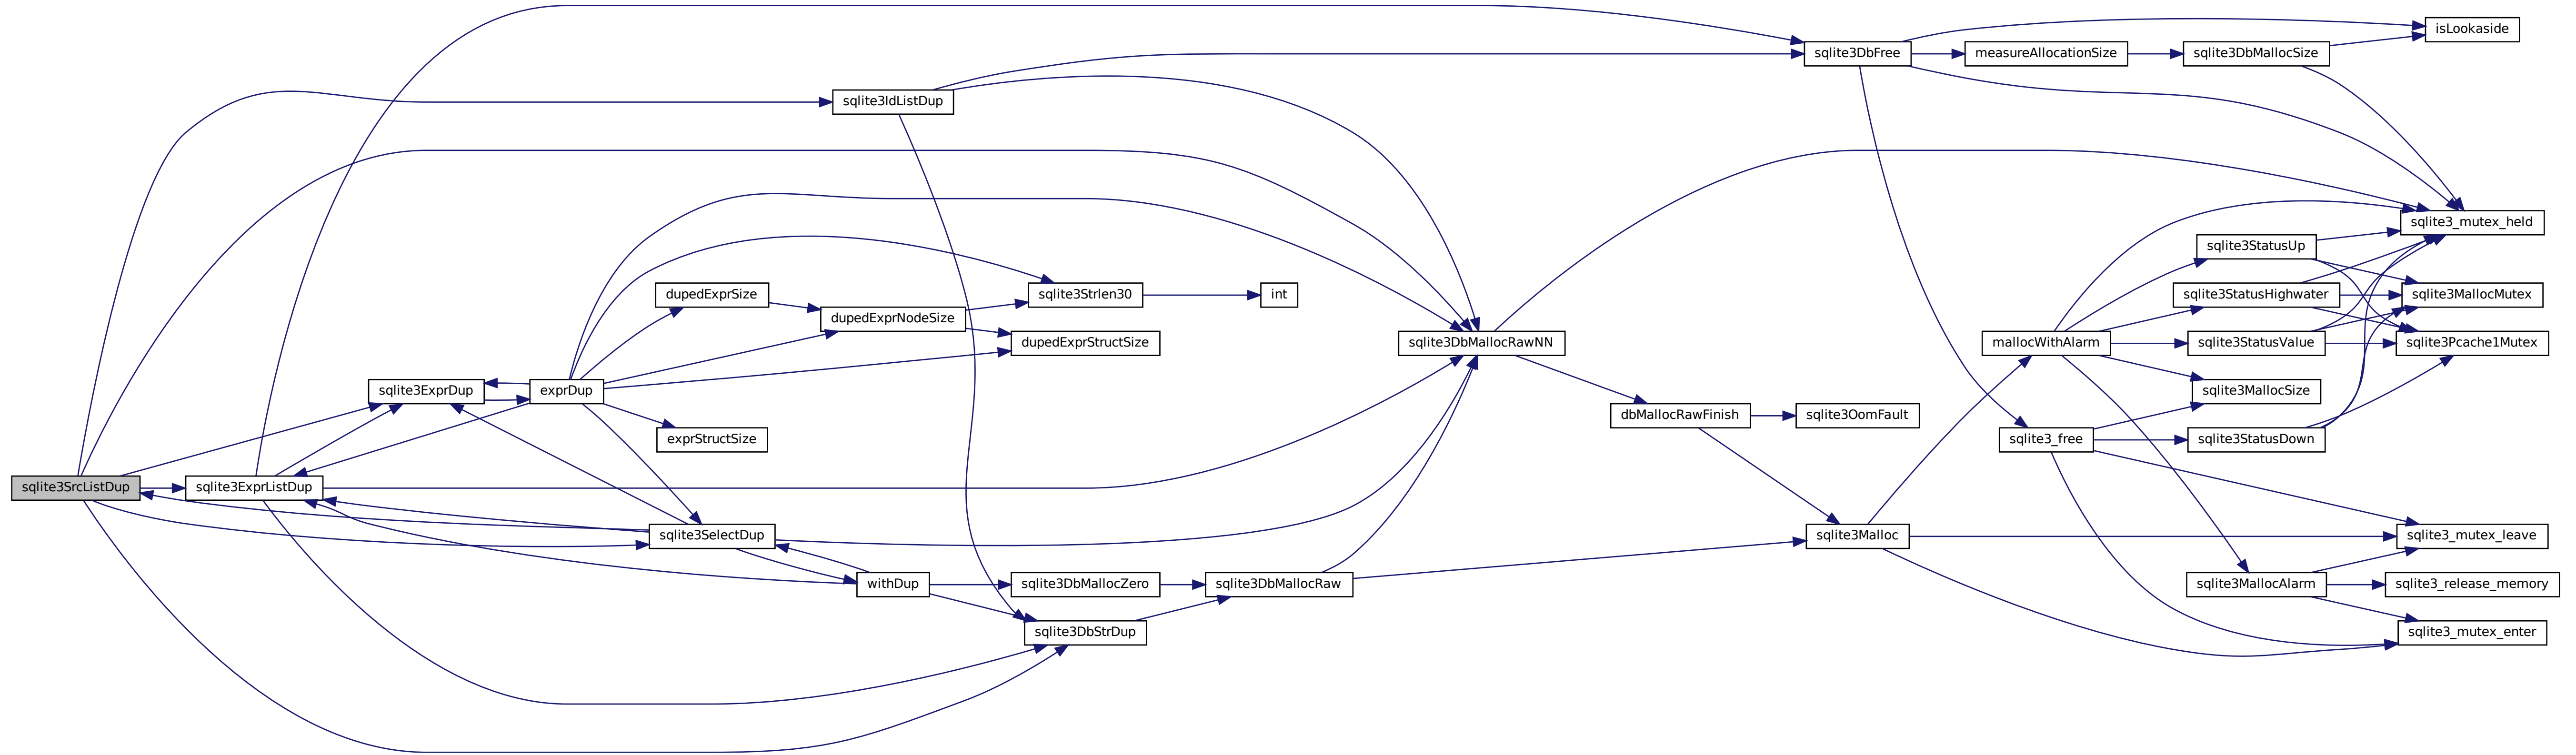 isLookaside
sqlite3DbFree
measureAllocationSize
sqlite3DbMallocSize
sqlite3IdListDup
sqlite3_mutex_held
sqlite3StatusUp
dupedExprSize
sqlite3Strlen30
int
sqlite3StatusHighwater
sqlite3MallocMutex
dupedExprNodeSize
dupedExprStructSize
sqlite3DbMallocRawNN
mallocWithAlarm
sqlite3StatusValue
sqlite3Pcache1Mutex
sqlite3ExprDup
exprDup
sqlite3MallocSize
dbMallocRawFinish
sqlite3OomFault
exprStructSize
sqlite3_free
sqlite3StatusDown
sqlite3SrcListDup
sqlite3ExprListDup
sqlite3SelectDup
sqlite3Malloc
sqlite3_mutex_leave
withDup
sqlite3DbMallocZero
sqlite3DbMallocRaw
sqlite3MallocAlarm
sqlite3_release_memory
sqlite3DbStrDup
sqlite3_mutex_enter